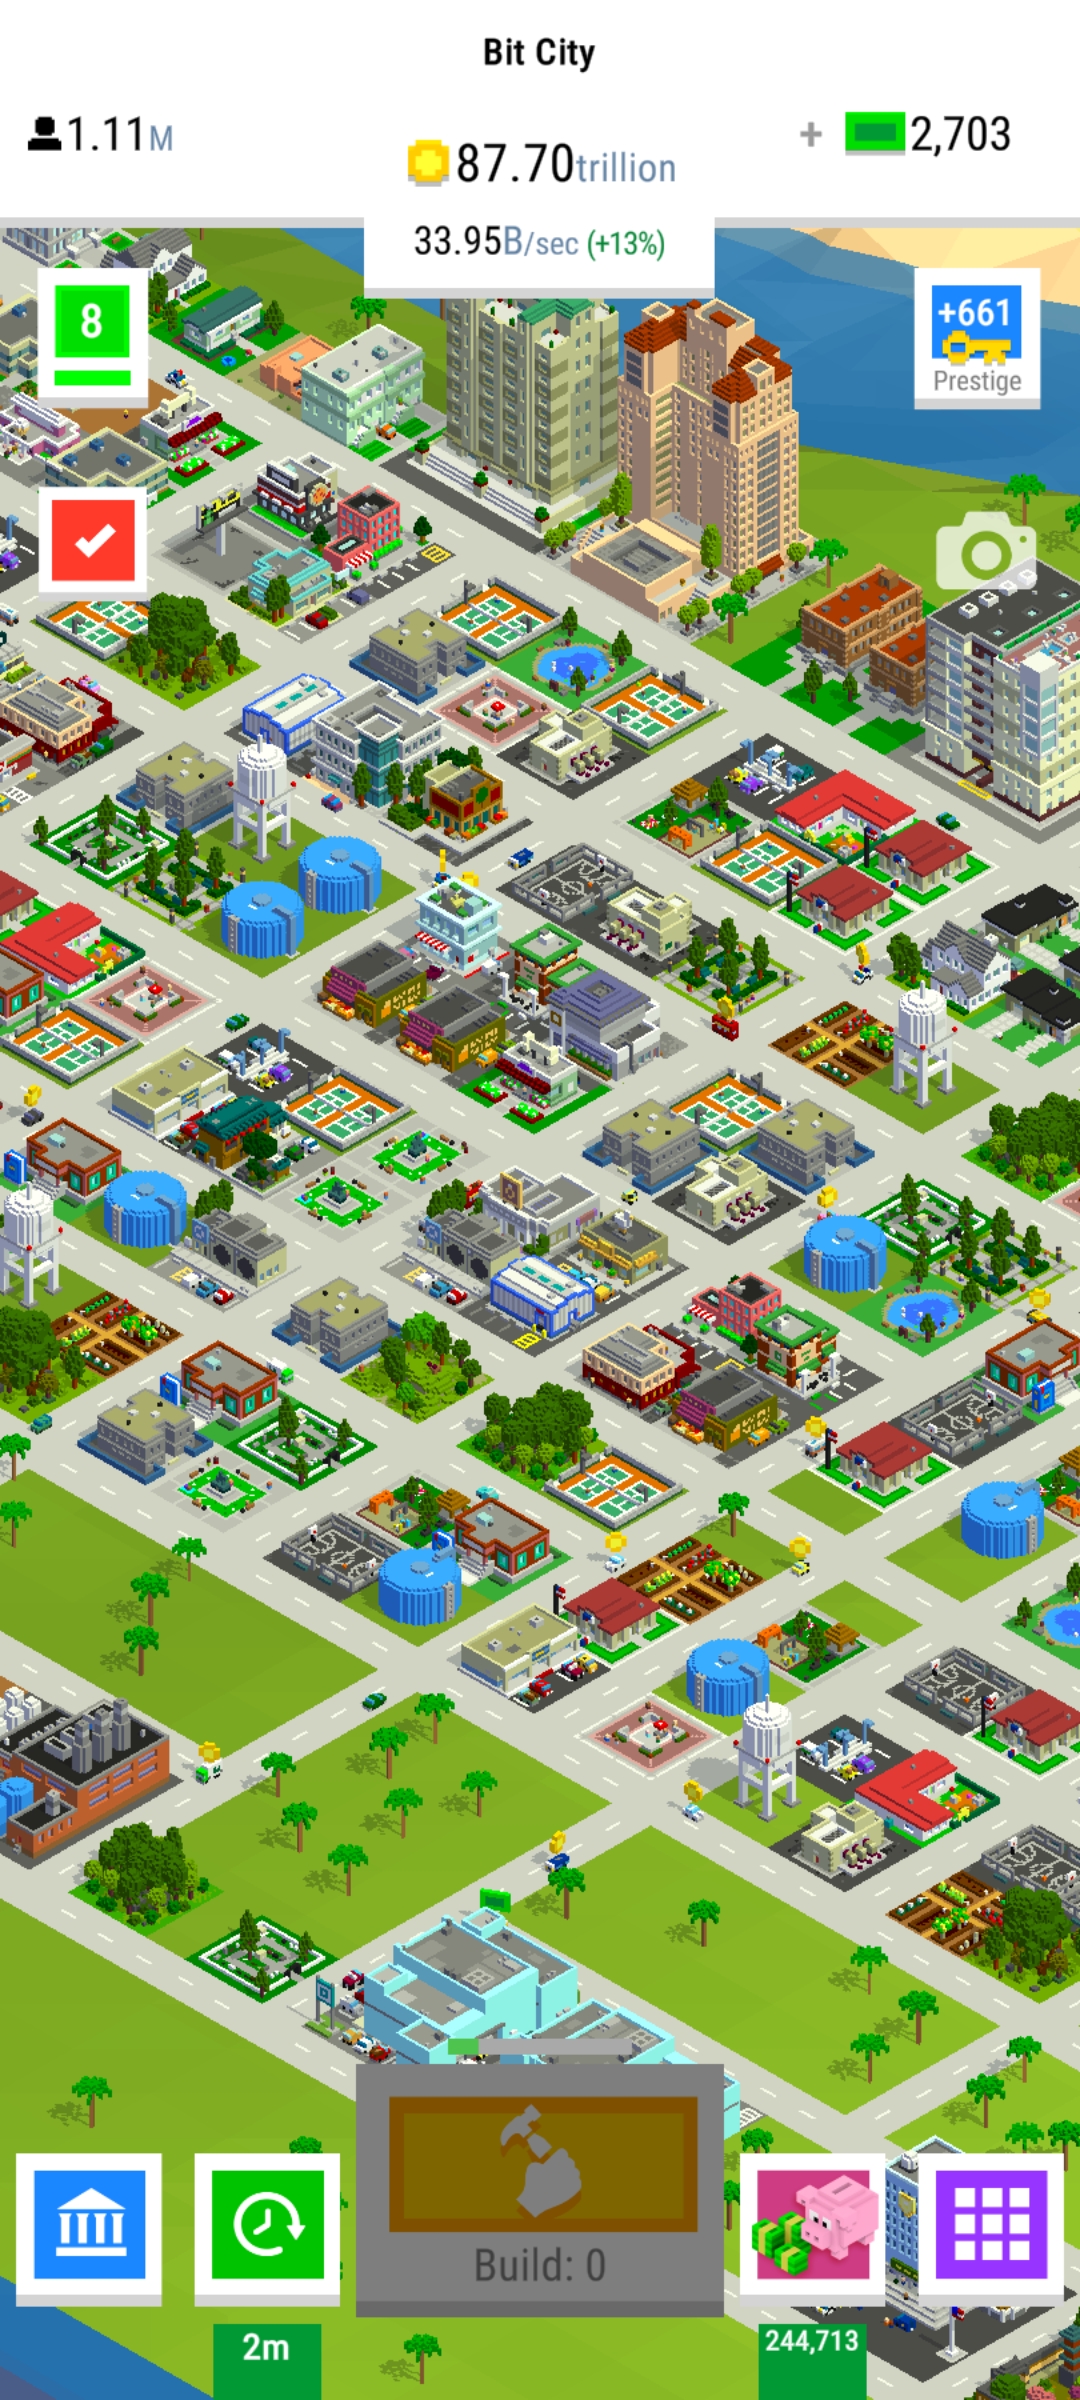 Bit City
1.11M
87.70trillion
+ 2,703
33.95B/sec (+13%)
8
+661
Prestige
Build: 0
2m
244,713